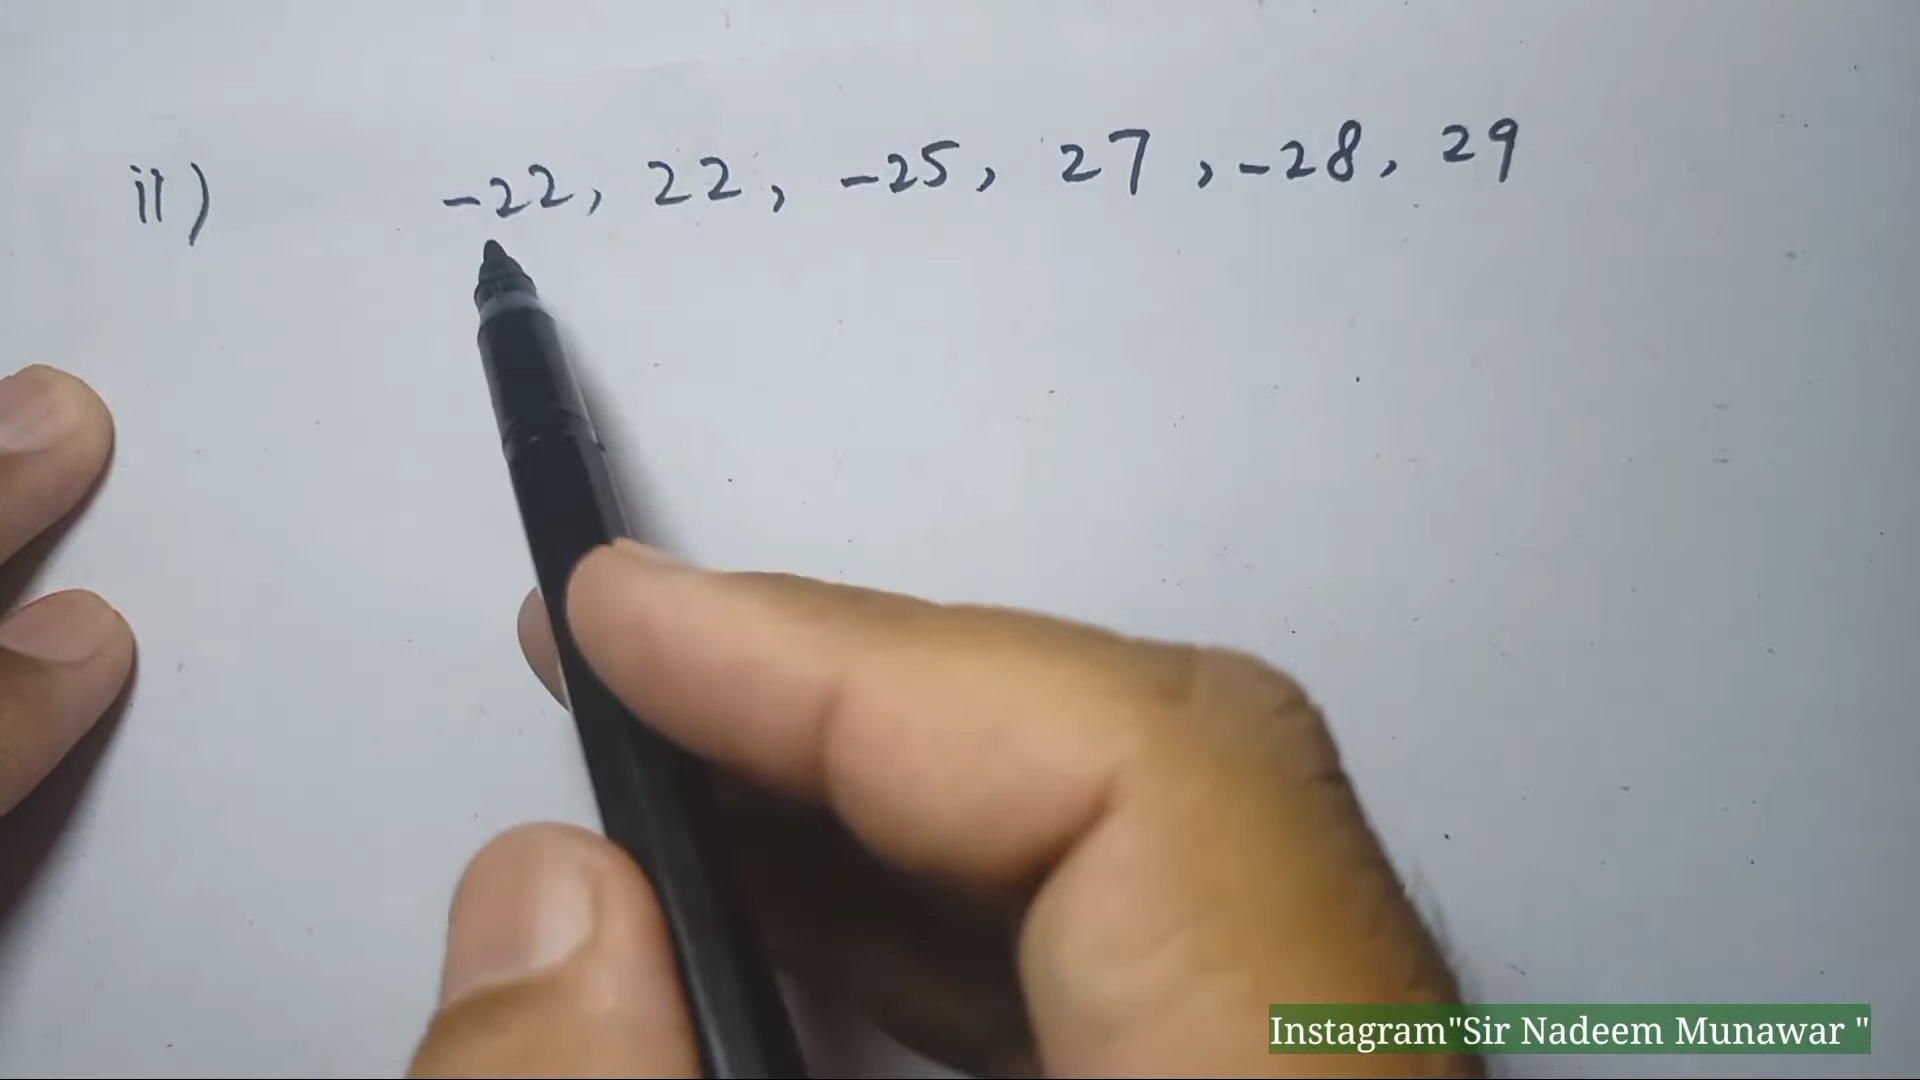 ii) -22, 22, -25, 27, -28, 29
Instagram"Sir Nadeem Munawar "